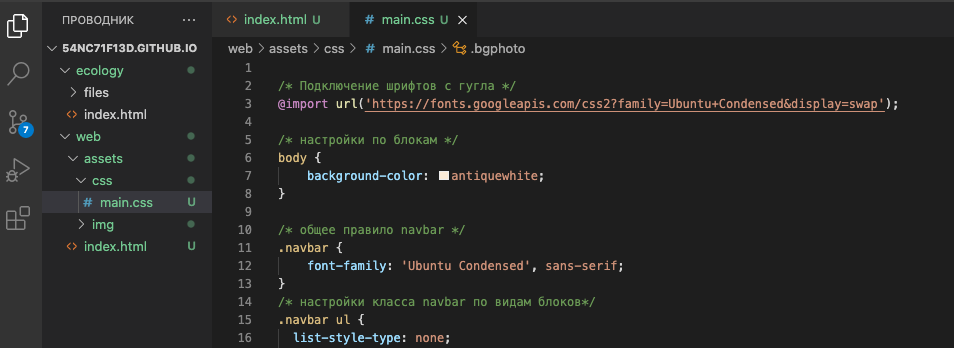 ПРОВОДНИК ···
54NC71F13D.GITHUB.IO
ecology
files
index.html U
web
assets
css
# main.css U
img
<> index.html U
7
<> index.html U # main.css U ×
web > assets > css > # main.css > .bgphoto
1
2 /* Подключение шрифтов с гугла */
3 @import url('https://fonts.googleapis.com/css2?family=Ubuntu+Condensed&display=swap');
4
5 /* настройки по блокам */
6 body {
7 background-color: antiquewhite;
8 }
9
10 /* общее правило navbar */
11 .navbar {
12 font-family: 'Ubuntu Condensed', sans-serif;
13 }
14 /* настройки класса navbar по видам блоков*/
15 .navbar ul {
16 list-style-type: none;